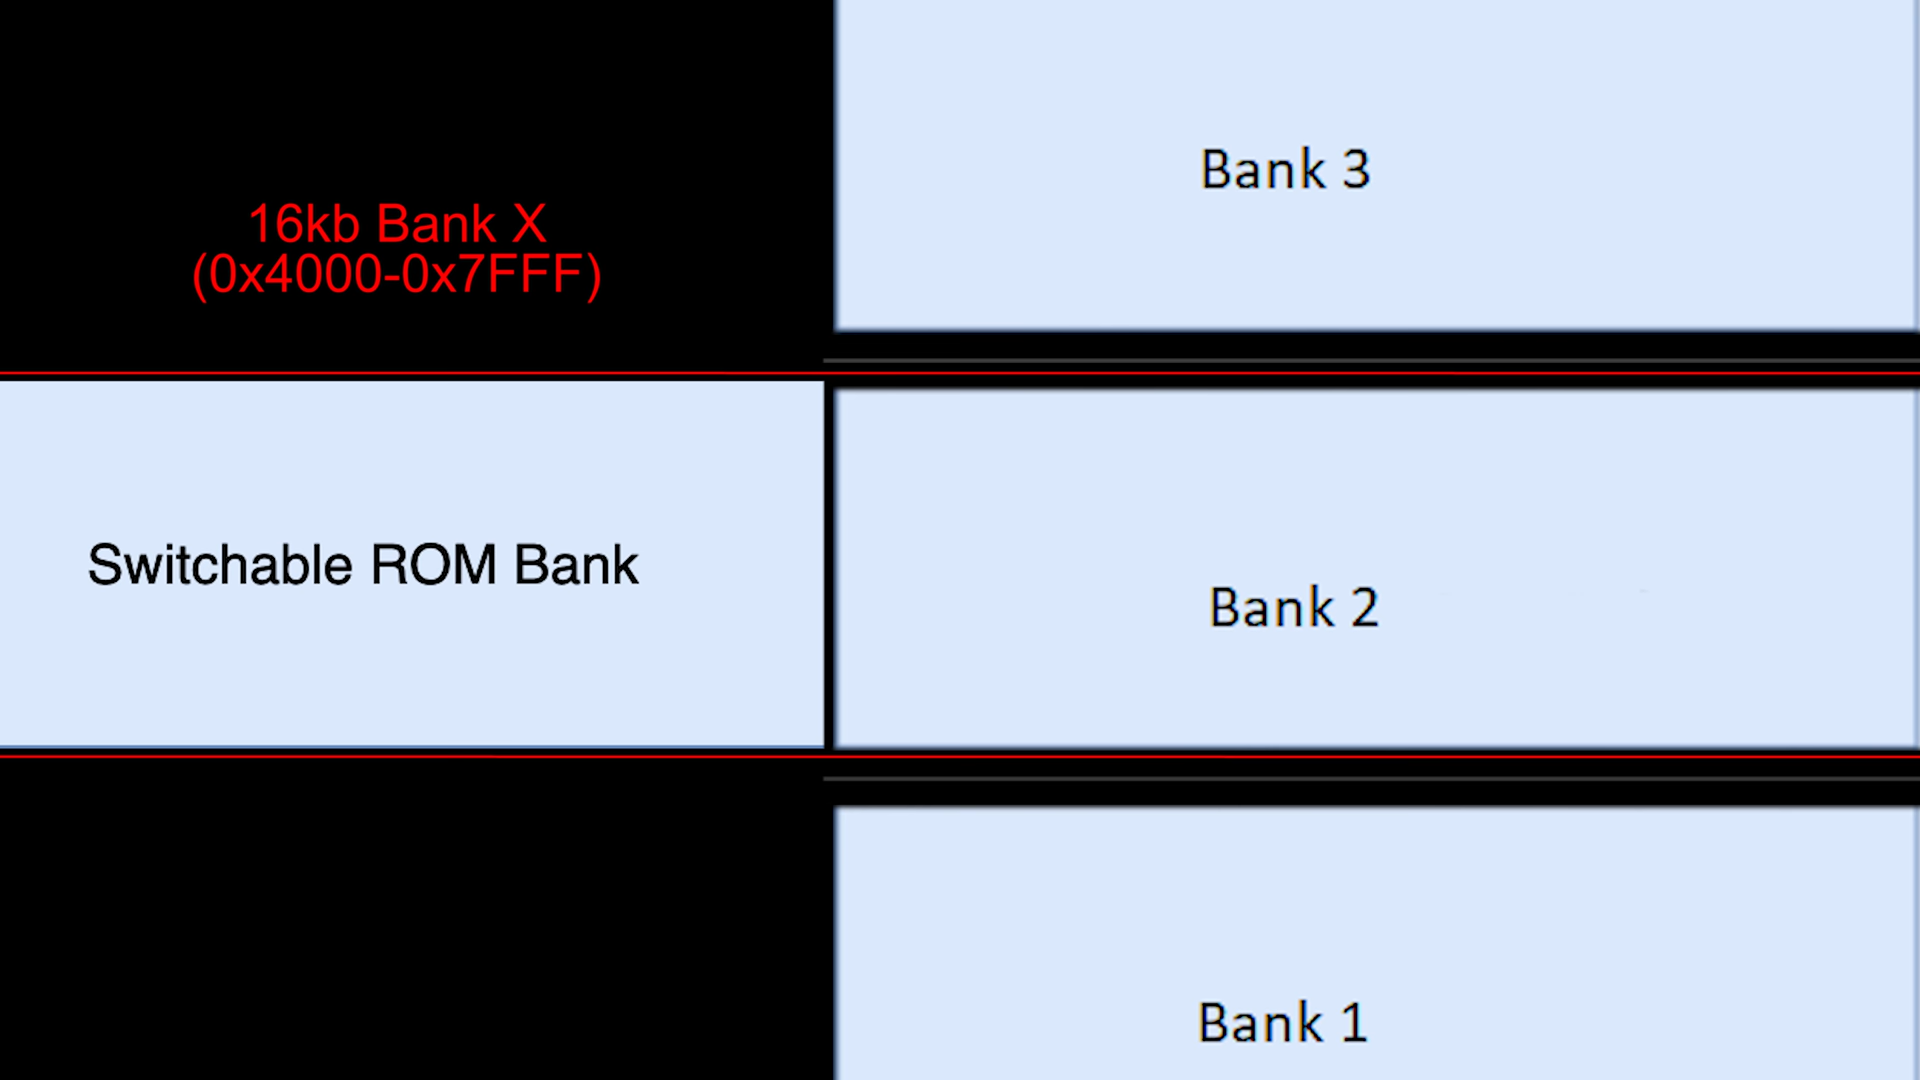 Bank 3
16kb Bank X
(0x4000-0x7FFF)
Switchable ROM Bank
Bank 2
Bank 1